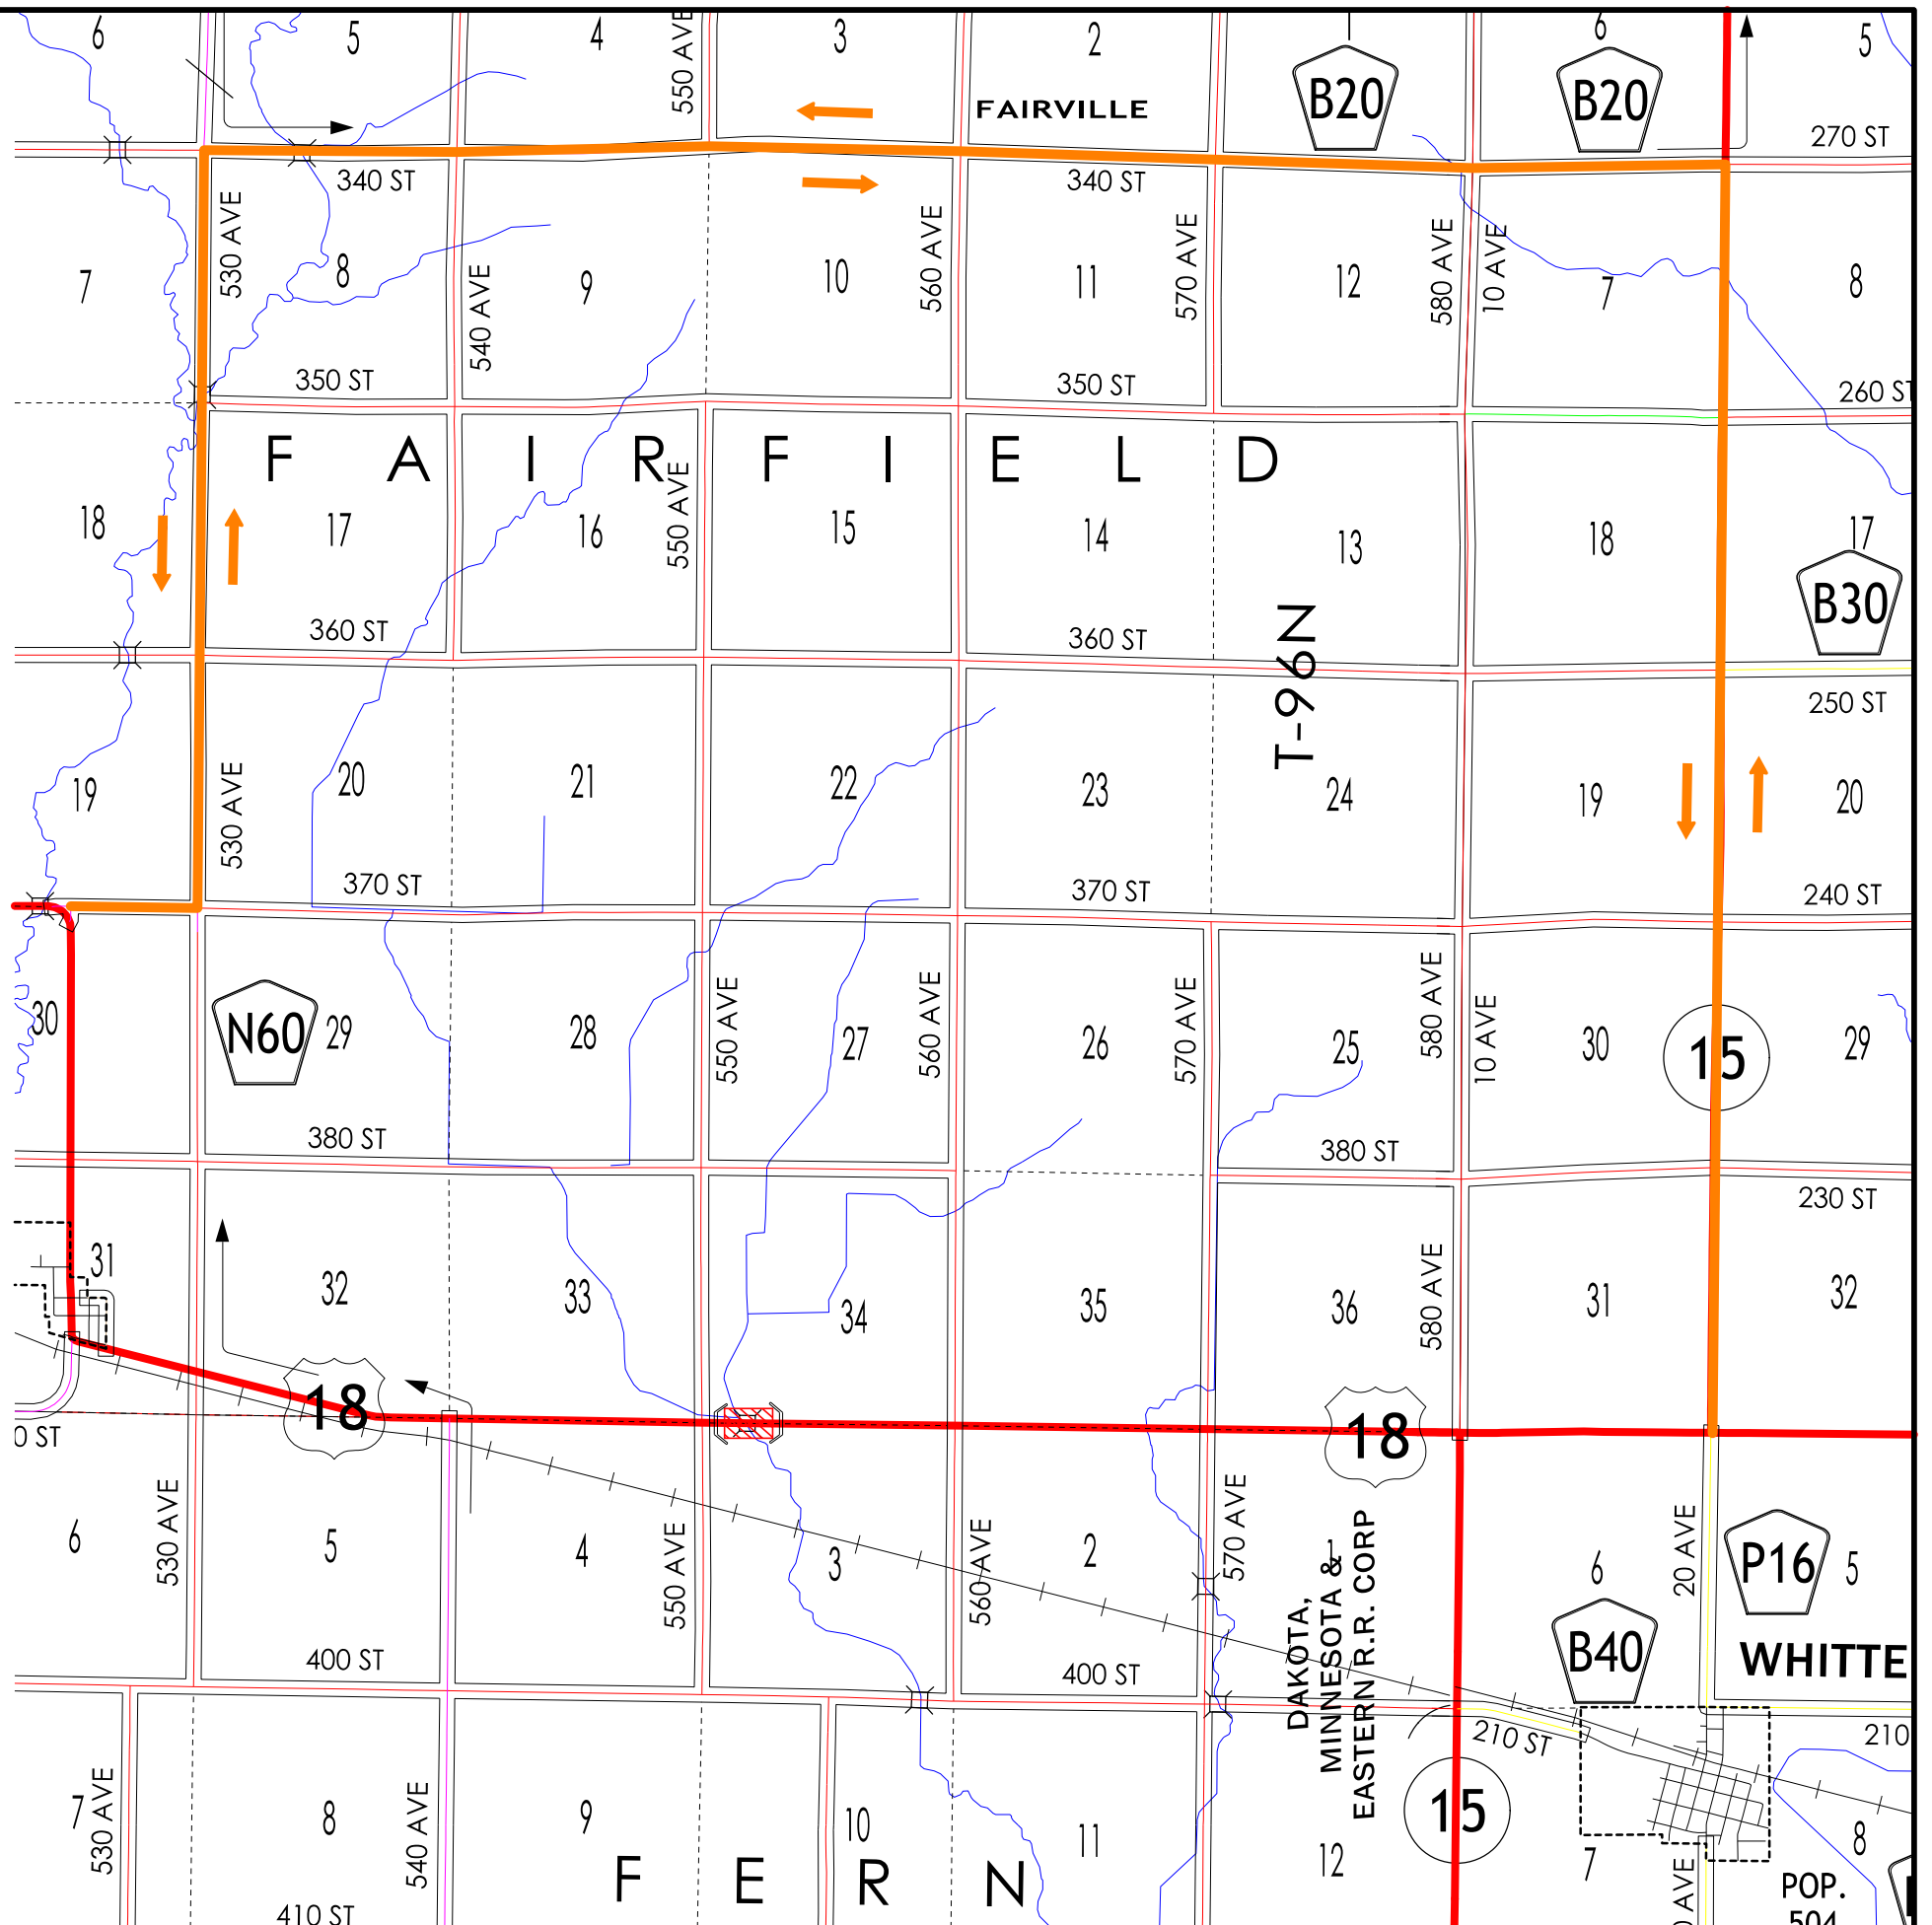 6 5 4 3 2 1 6 5
550 AVE
B20 B20
FAIRVILLE
270 ST
340 ST 340 ST
530 AVE 560 AVE 570 AVE 580 AVE 10 AVE
7 8 9 10 11 12 7 8
540 AVE
350 ST 350 ST 260 ST
F A I R F I E L D
550 AVE
18 17 16 15 14 13 18 17
B30
360 ST 360 ST
T-96N
250 ST
19 20 21 22 23 24 19 20
530 AVE
370 ST 370 ST 240 ST
30 29 28 27 26 25 30 29
N60
550 AVE 560 AVE 570 AVE 580 AVE 10 AVE
15
380 ST 380 ST
230 ST
31 32 33 34 35 36 31 32
580 AVE
18 18
0 ST
530 AVE 550 AVE 560 AVE 570 AVE 20 AVE
6 5 4 3 2 1 6 5
P16
DAKOTA,
MINNESOTA &
EASTERN R.R. CORP
B40
WHITTE
400 ST 400 ST
210 ST 210
530 AVE 540 AVE
7 8 9 10 11 12 7 8
15
F E R N
AVE
POP.
504
410 ST